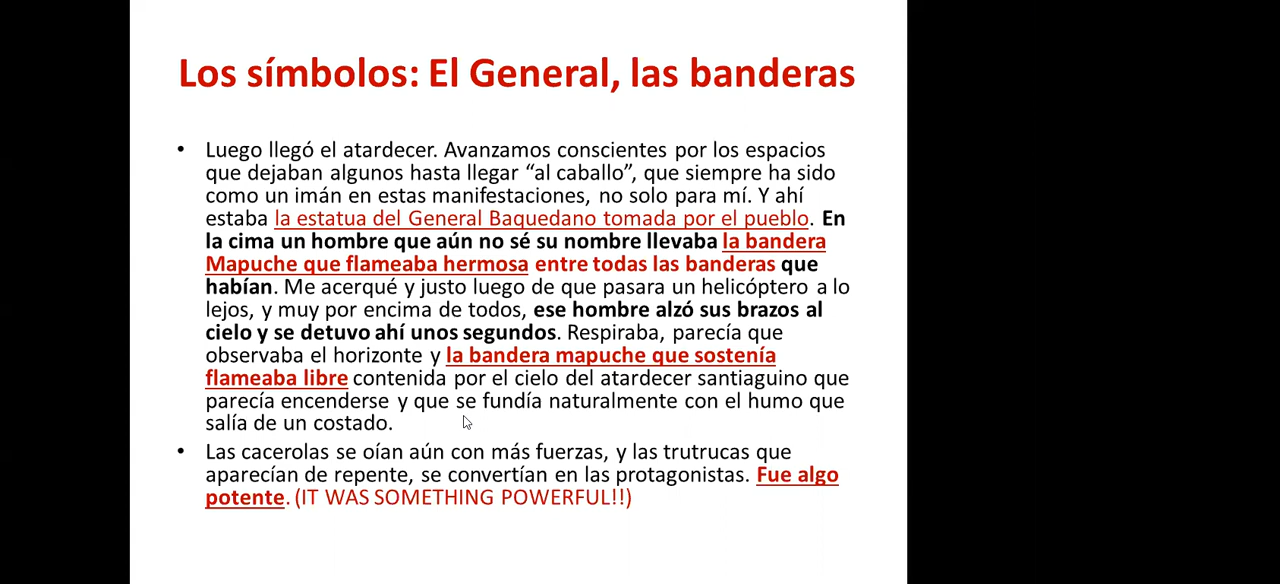 Los símbolos: El General, las banderas
• Luego llegó el atardecer. Avanzamos conscientes por los espacios
que dejaban algunos hasta llegar “al caballo”, que siempre ha sido
como un imán en estas manifestaciones, no solo para mí. Y ahí
estaba la estatua del General Baquedano tomada por el pueblo. En
la cima un hombre que aún no sé su nombre llevaba la bandera
Mapuche que flameaba hermosa entre todas las banderas que
habían. Me acerqué y justo luego de que pasara un helicóptero a lo
lejos, y muy por encima de todos, ese hombre alzó sus brazos al
cielo y se detuvo ahí unos segundos. Respiraba, parecía que
observaba el horizonte y la bandera mapuche que sostenía
flameaba libre contenida por el cielo del atardecer santiaguino que
parecía encenderse y que se fundía naturalmente con el humo que
salía de un costado.
• Las cacerolas se oían aún con más fuerzas, y las trutrucas que
aparecían de repente, se convertían en las protagonistas. Fue algo
potente. (IT WAS SOMETHING POWERFUL!!)